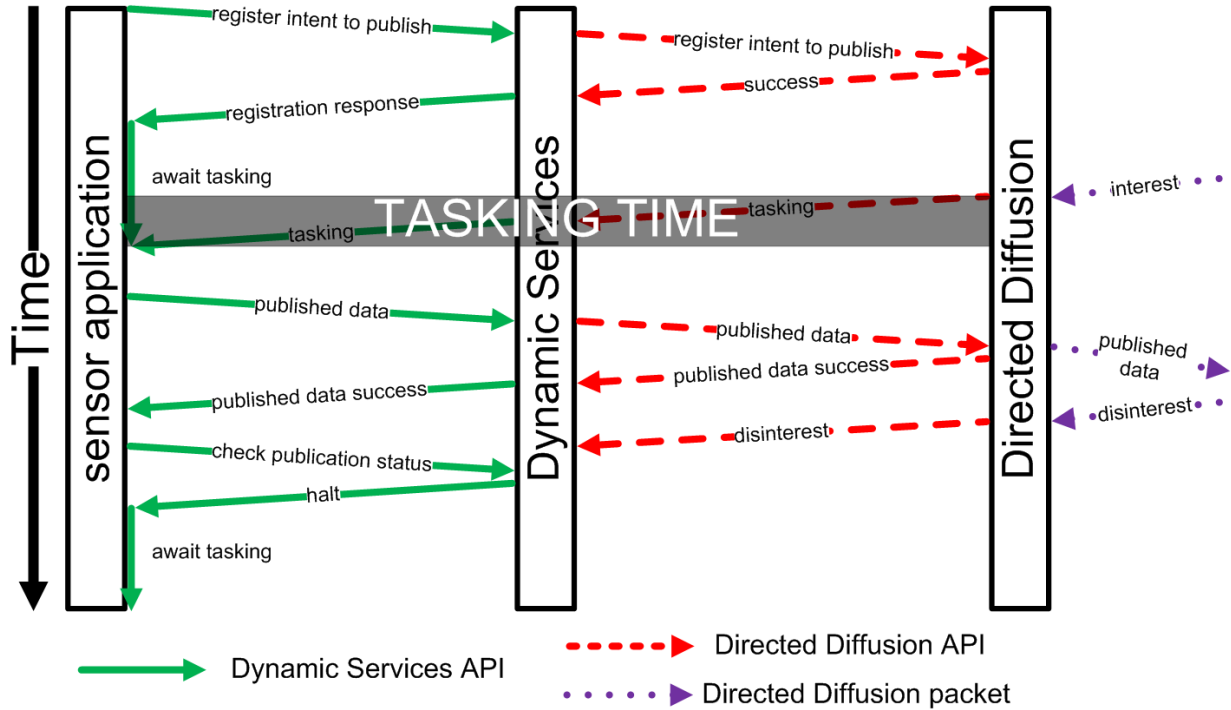 register intent to publish
register intent to publish
success
registration response
await tasking
interest
TASKING TIME
tasking
tasking
published data
published data
published
data
published data success
published data success
disinterest
disinterest
check publication status
halt
await tasking
Time
sensor application
Dynamic Services
Directed Diffusion
Dynamic Services API
Directed Diffusion API
Directed Diffusion packet